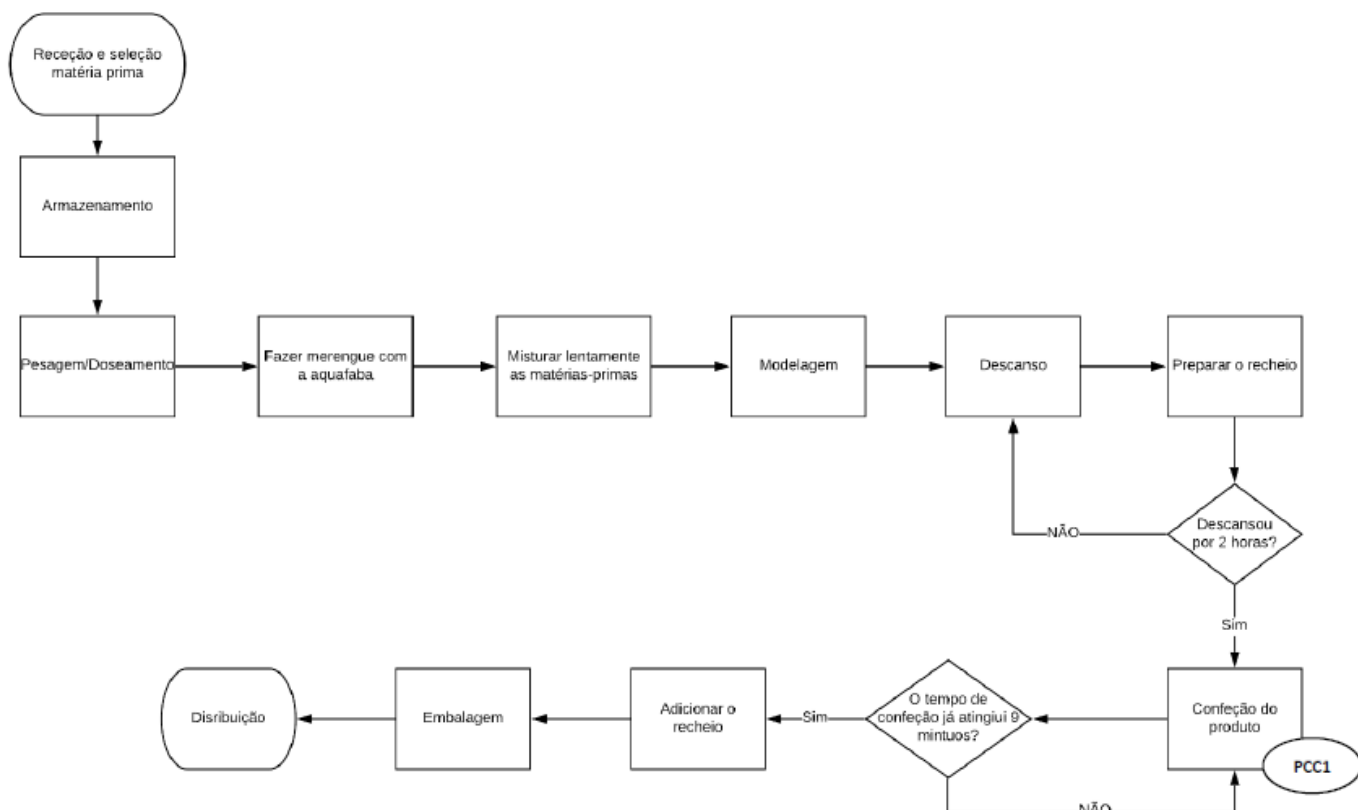 Receção e seleção
matéria prima
Armazenamento
Pesagem/Doseamento
Fazer merengue com
a aquafaba
Misturar lentamente
as matérias-primas
Modelagem
Descanso
Preparar o recheio
Descansou
por 2 horas?
NÃO
Sim
Confeção do
produto
PCC1
O tempo de
confeção já atingiui 9
mintuos?
Sim
Adicionar o
recheio
Embalagem
Disribuição
NÃO